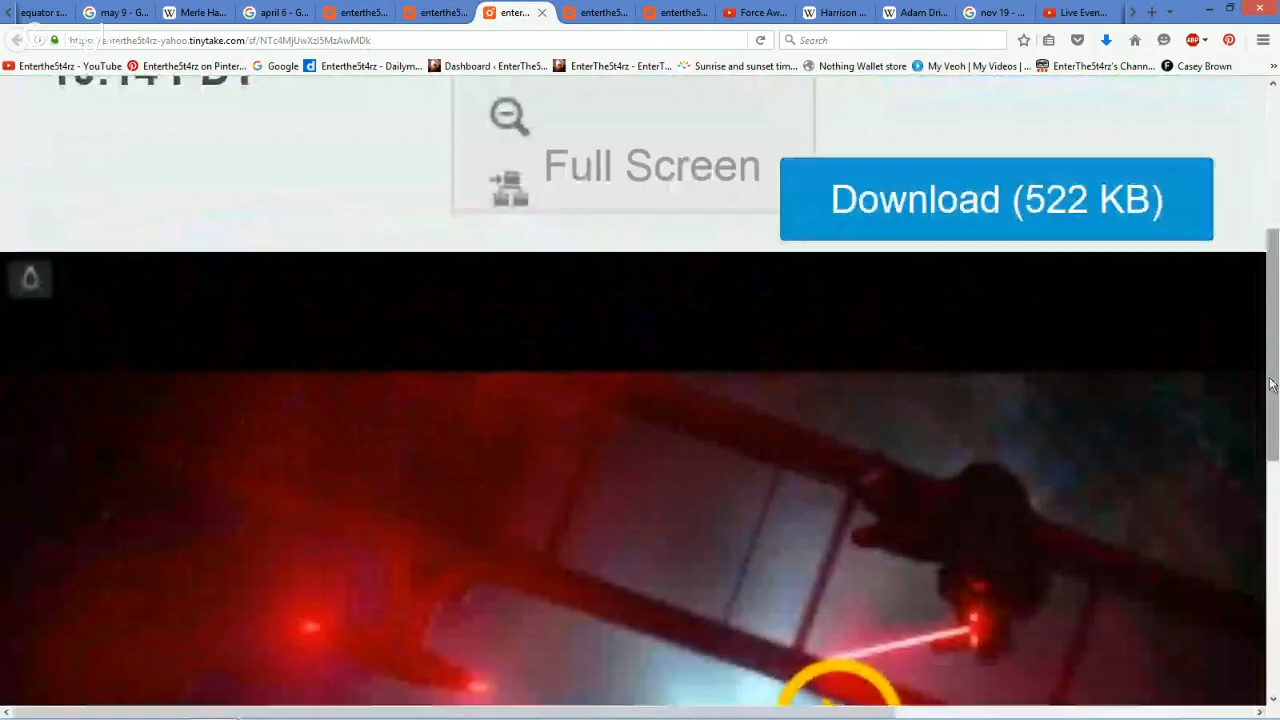 equator s...
may 9 - G...
Merle Ha...
april 6 - G...
enterthe5...
enterthe5...
enter...
enterthe5...
enterthe5...
Force Aw...
Harrison ...
Adam Dri...
nov 19 - ...
Live Even...
https://enterthe5t4rz-yahoo.tinytake.com/sf/NTc4MjUwXzI5MzAwMDk
Search
Enterthe5t4rz - YouTube
Enterthe5t4rz on Pinter...
Google
Enterthe5t4rz - Dailym...
Dashboard ‹ EnterThe5...
Enterthe5t4rz - EnterT...
Sunrise and sunset tim...
Nothing Wallet store
My Veoh | My Videos | ...
EnterThe5t4rz's Chann...
Casey Brown
Full Screen
Download (522 KB)